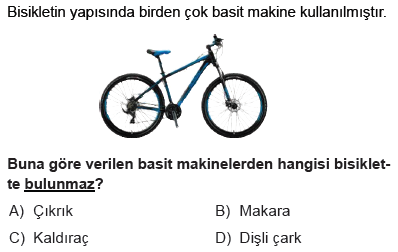 Bisikletin yapısında birden çok basit makine kullanılmıştır.
Buna göre verilen basit makinelerden hangisi bisiklet-
te bulunmaz?
A) Çıkrık
B) Makara
C) Kaldıraç
D) Dişli çark